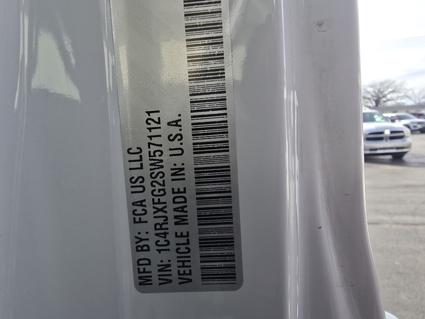 MFD BY: FCA US LLC
VIN: 1C4RJXFG2SW571121
VEHICLE MADE IN: U.S.A.